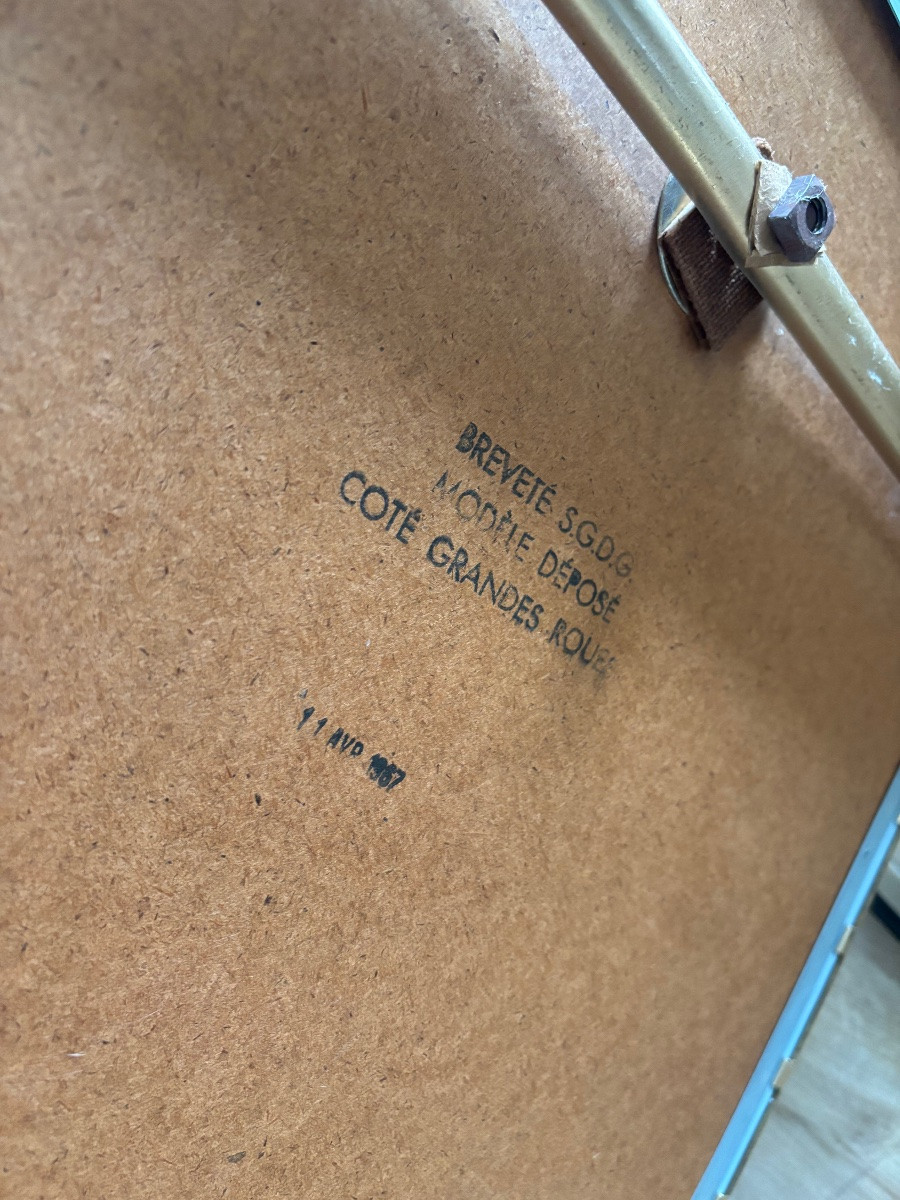 BREVETÉ S.G.D.G.
MODÈLE DÉPOSÉ
COTÉ GRANDES ROUES
11 AVR 1967